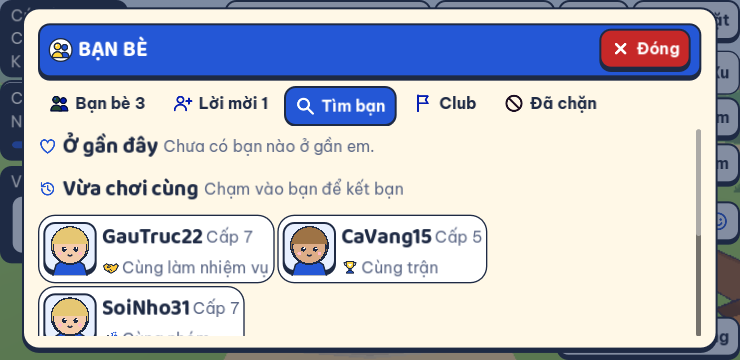 BẠN BÈ
Đóng
Bạn bè 3 Lời mời 1 Tìm bạn Club Đã chặn
Ở gần đây Chưa có bạn nào ở gần em.
Vừa chơi cùng Chạm vào bạn để kết bạn
GauTruc22 Cấp 7 CaVang15 Cấp 5
Cùng làm nhiệm vụ Cùng trận
SoiNho31 Cấp 7